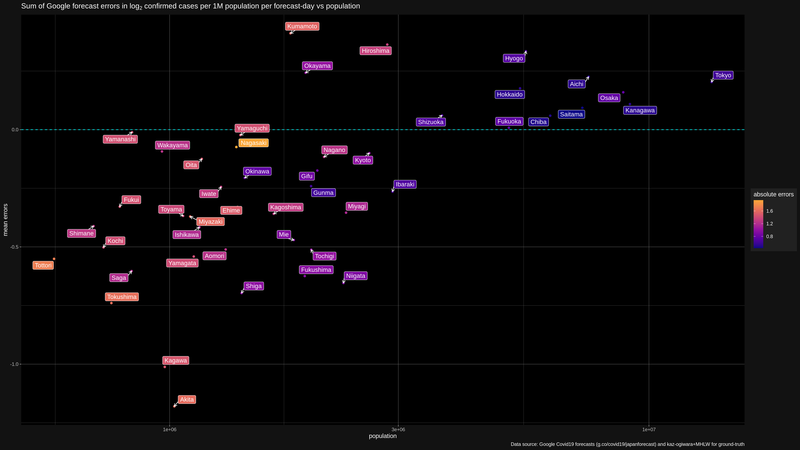 Sum of Google forecast errors in log2 confirmed cases per 1M population per forecast-day vs population
Kumamoto
Hiroshima
Hyogo
Okayama
Tokyo
Aichi
Hokkaido
Osaka
Kanagawa
Saitama
Shizuoka
Fukuoka
Chiba
0.0
Yamaguchi
Yamanashi
Nagasaki
Wakayama
Nagano
Kyoto
Oita
Okinawa
Gifu
Ibaraki
Iwate
Gunma
Fukui
Toyama
Ehime
Kagoshima
Miyagi
Miyazaki
Shimane
Ishikawa
Mie
Kochi
-0.5
Aomori
Tochigi
Tottori
Yamagata
Fukushima
Saga
Niigata
Shiga
Tokushima
Kagawa
-1.0
Akita
mean errors
absolute errors
1.6
1.2
0.8
1e+06
3e+06
1e+07
population
Data source: Google Covid19 forecasts (g.co/covid19/japanforecast) and kaz-ogiwara+MHLW for ground-truth